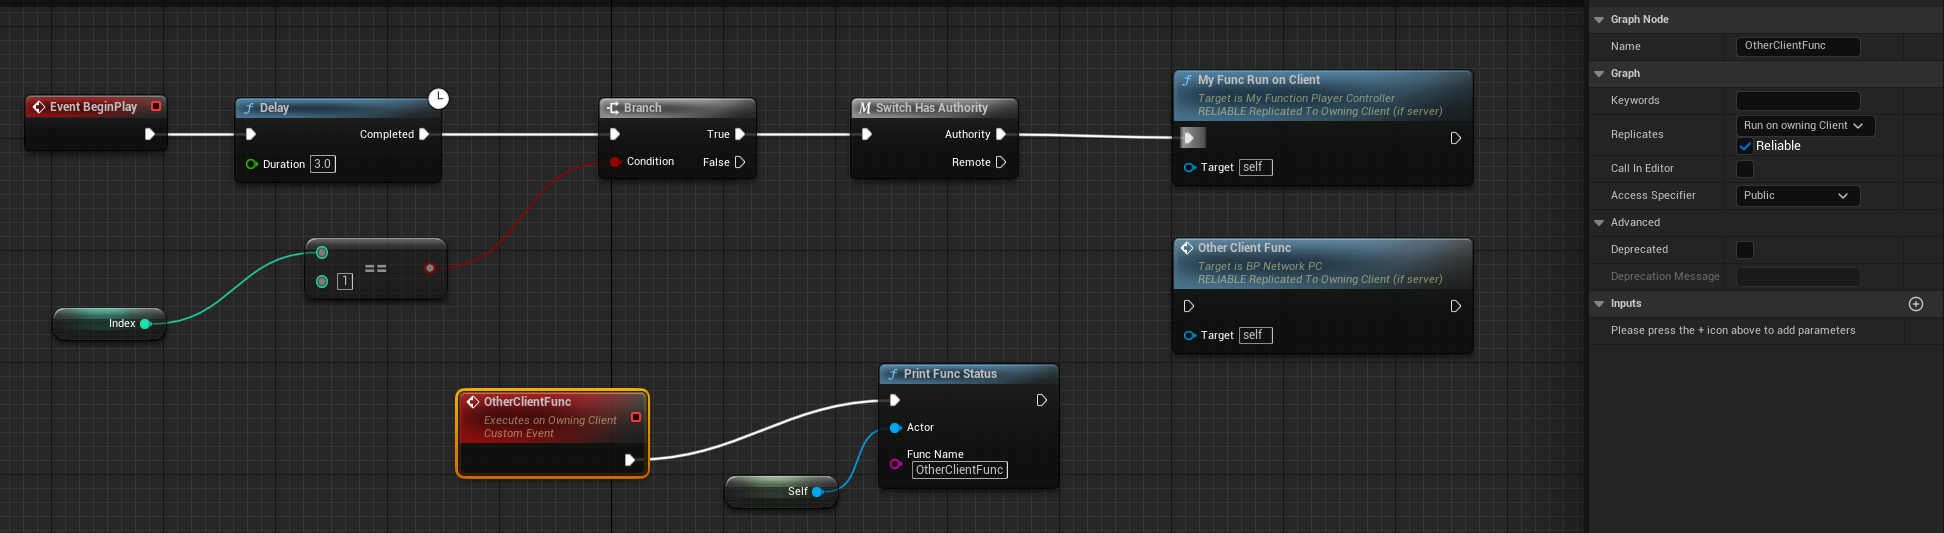 Event BeginPlay
Delay
Completed
Duration 3.0
Branch
True
Condition
False
Switch Has Authority
Authority
Remote
My Func Run on Client
Target is My Function Player Controller
RELIABLE Replicated To Owning Client (if server)
Target self
==
1
Index
Other Client Func
Target is BP Network PC
RELIABLE Replicated To Owning Client (if server)
Target self
OtherClientFunc
Executes on Owning Client
Custom Event
Print Func Status
Actor
Func Name
OtherClientFunc
Self
Graph Node
Name OtherClientFunc
Graph
Keywords
Replicates Run on owning Client
Reliable
Call In Editor
Access Specifier Public
Advanced
Deprecated
Deprecation Message
Inputs
Please press the + icon above to add parameters